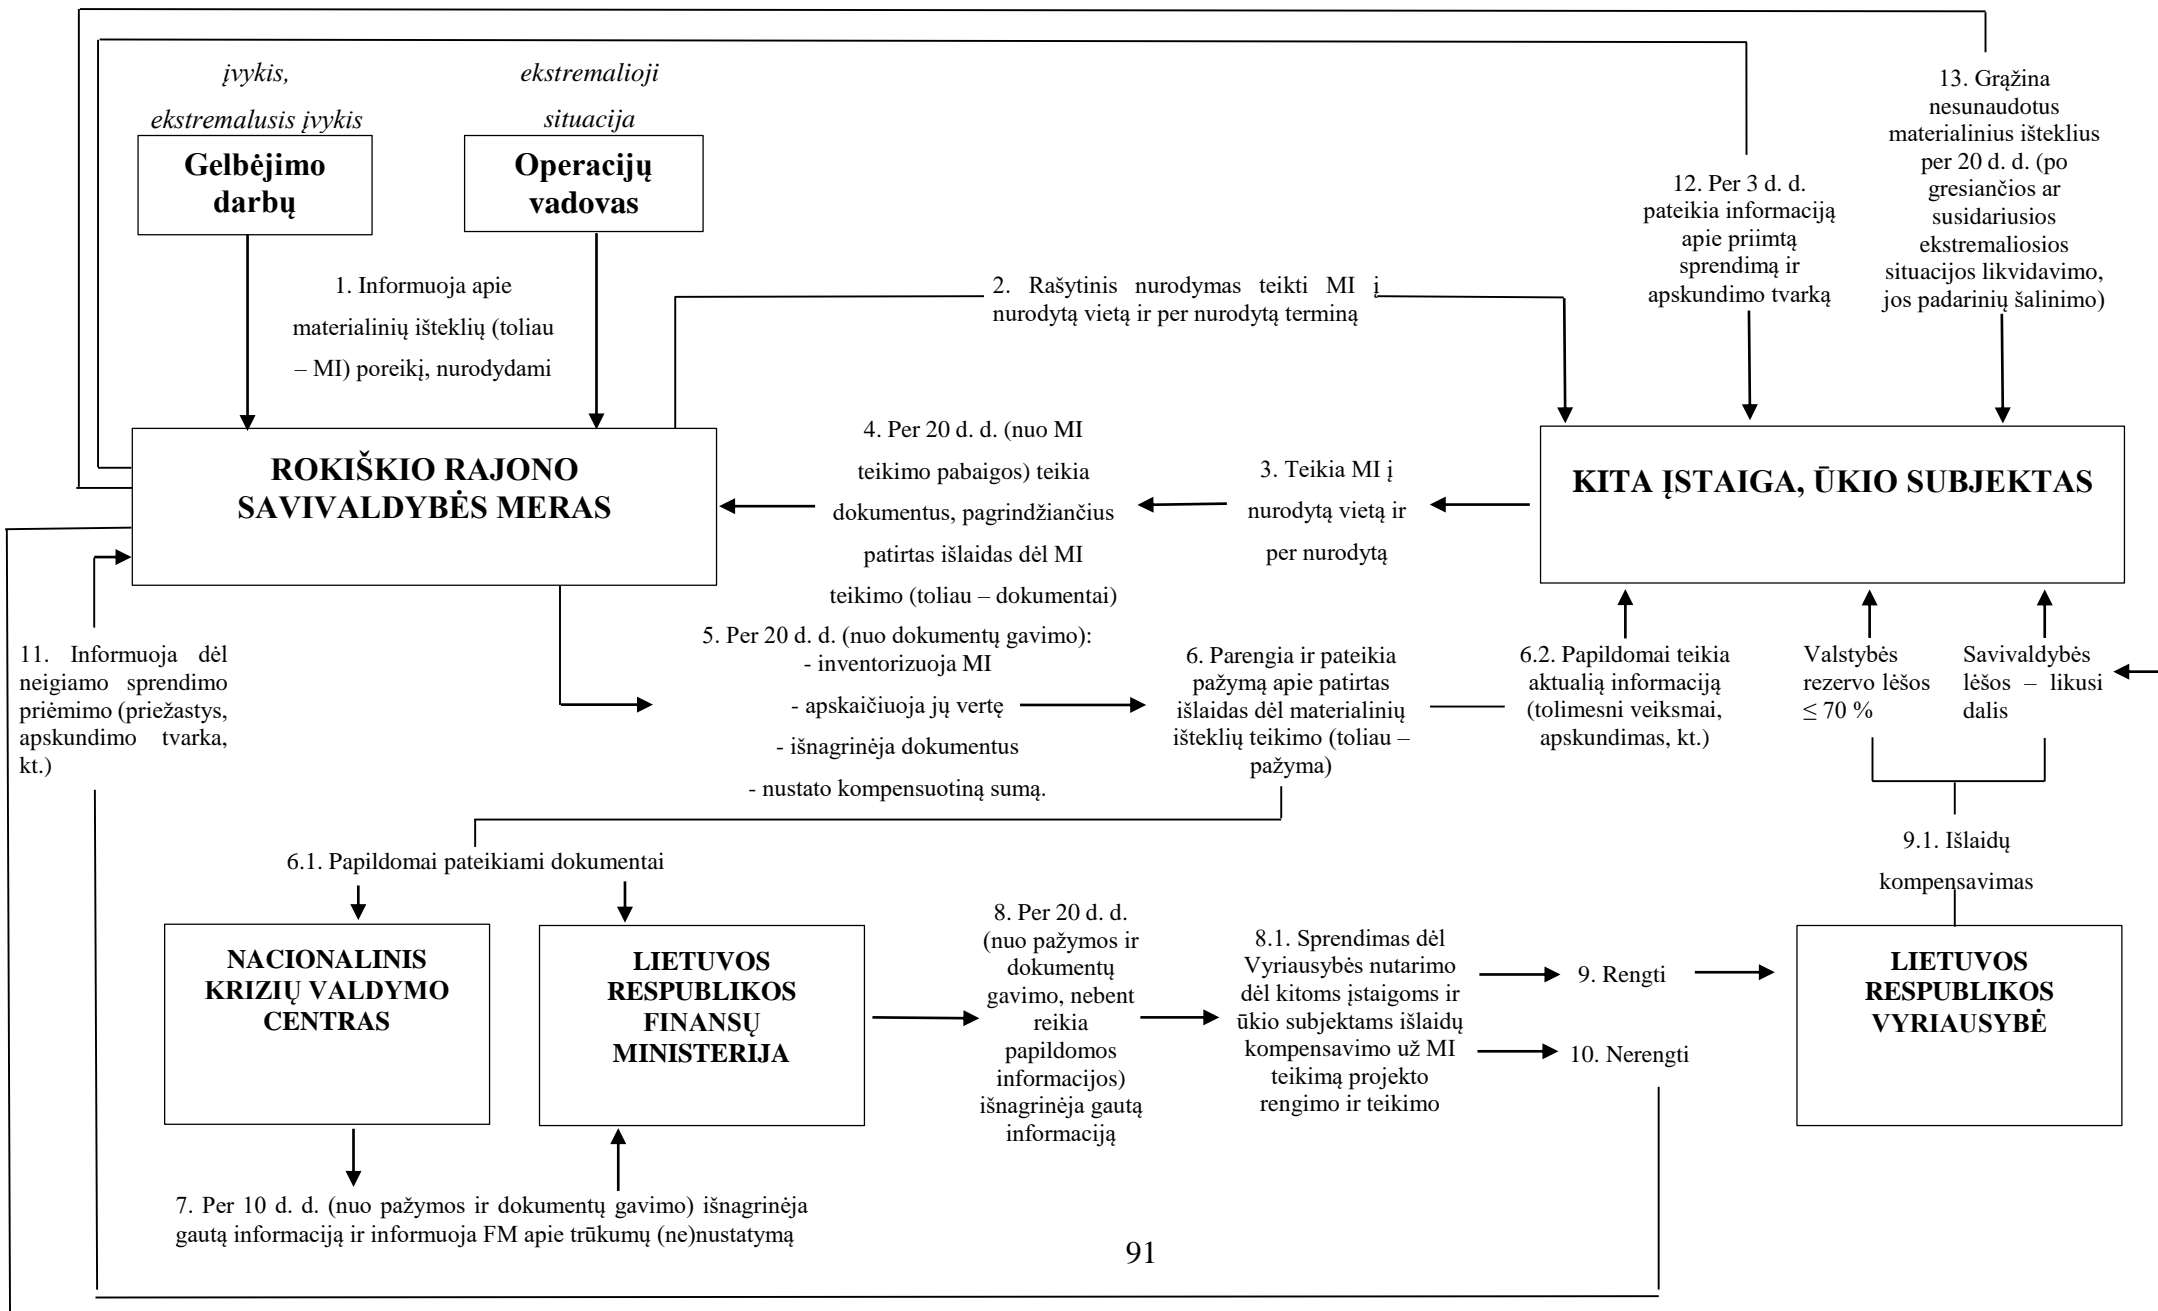 įvykis,
ekstremalusis įvykis
Gelbėjimo
darbų
ekstremalioji
situacija
Operacijų
vadovas
1. Informuoja apie
materialinių išteklių (toliau
– MI) poreikį, nurodydami
2. Rašytinis nurodymas teikti MI į
nurodytą vietą ir per nurodytą terminą
12. Per 3 d. d.
pateikia informaciją
apie priimtą
sprendimą ir
apskundimo tvarką
13. Grąžina
nesunaudotus
materialinius išteklius
per 20 d. d. (po
gresiančios ar
susidariusios
ekstremaliosios
situacijos likvidavimo,
jos padarinių šalinimo)
ROKIŠKIO RAJONO
SAVIVALDYBĖS MERAS
4. Per 20 d. d. (nuo MI
teikimo pabaigos) teikia
dokumentus, pagrindžiančius
patirtas išlaidas dėl MI
teikimo (toliau – dokumentai)
3. Teikia MI į
nurodytą vietą ir
per nurodytą
KITA ĮSTAIGA, ŪKIO SUBJEKTAS
11. Informuoja dėl
neigiamo sprendimo
priėmimo (priežastys,
apskundimo tvarka,
kt.)
5. Per 20 d. d. (nuo dokumentų gavimo):
- inventorizuoja MI
- apskaičiuoja jų vertę
- išnagrinėja dokumentus
- nustato kompensuotiną sumą.
6. Parengia ir pateikia
pažymą apie patirtas
išlaidas dėl materialinių
išteklių teikimo (toliau –
pažyma)
6.2. Papildomai teikia
aktualią informaciją
(tolimesni veiksmai,
apskundimas, kt.)
Valstybės
rezervo lėšos
≤ 70 %
Savivaldybės
lėšos – likusi
dalis
6.1. Papildomai pateikiami dokumentai
9.1. Išlaidų
kompensavimas
NACIONALINIS
KRIZIŲ VALDYMO
CENTRAS
LIETUVOS
RESPUBLIKOS
FINANSŲ
MINISTERIJA
8. Per 20 d. d.
(nuo pažymos ir
dokumentų
gavimo, nebent
reikia
papildomos
informacijos)
išnagrinėja gautą
informaciją
8.1. Sprendimas dėl
Vyriausybės nutarimo
dėl kitoms įstaigoms ir
ūkio subjektams išlaidų
kompensavimo už MI
teikimą projekto
rengimo ir teikimo
9. Rengti
10. Nerengti
LIETUVOS
RESPUBLIKOS
VYRIAUSYBĖ
7. Per 10 d. d. (nuo pažymos ir dokumentų gavimo) išnagrinėja
gautą informaciją ir informuoja FM apie trūkumų (ne)nustatymą
91